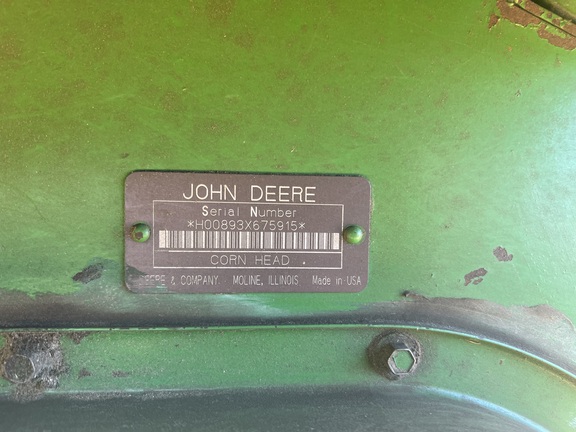 JOHN DEERE
Serial Number
*H00893X675915*
CORN HEAD
& COMPANY MOLINE, ILLINOIS Made in USA